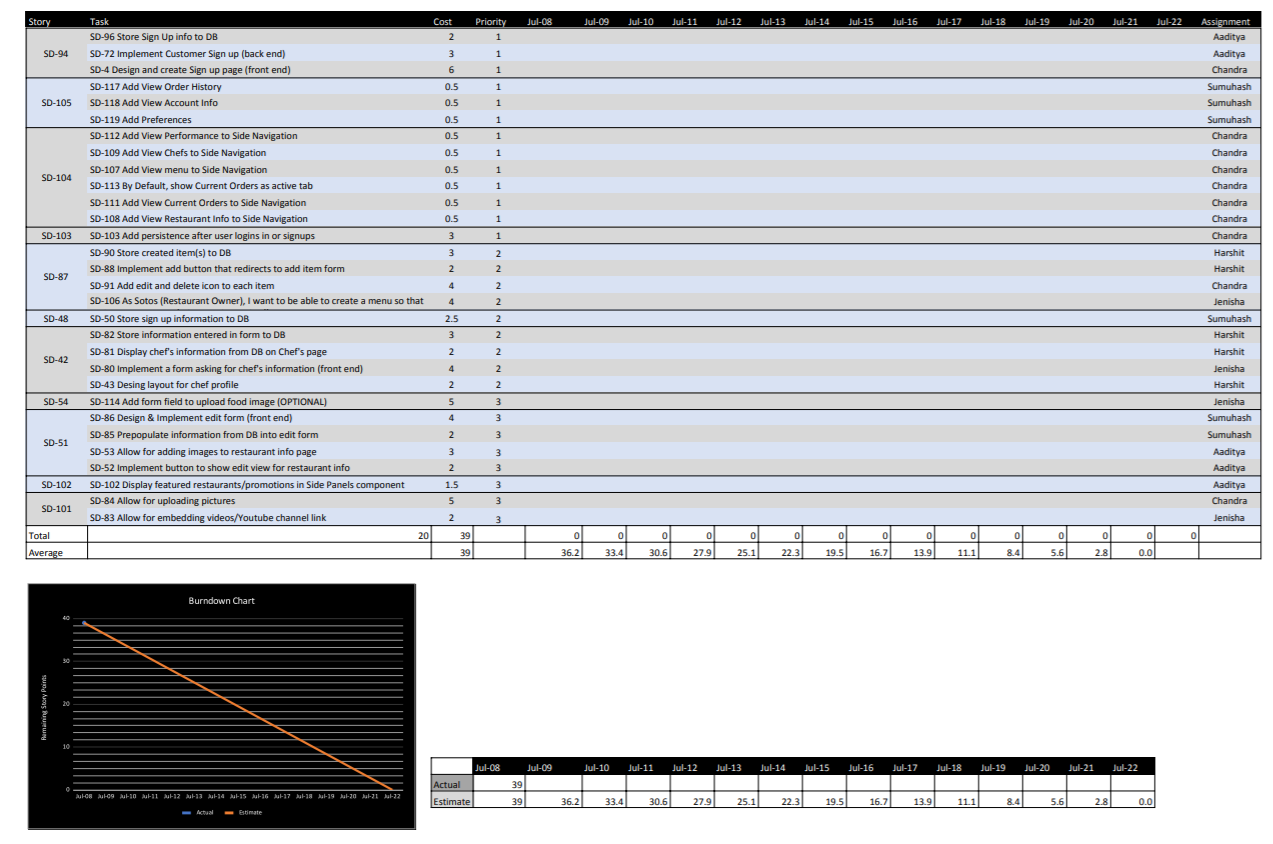 Story Task Cost Priority Jul-08 Jul-09 Jul-10 Jul-11 Jul-12 Jul-13 Jul-14 Jul-15 Jul-16 Jul-17 Jul-18 Jul-19 Jul-20 Jul-21 Jul-22 Assignment
SD-94
SD-96 Store Sign Up info to DB 2 1 Aaditya
SD-72 Implement Customer Sign up (back end) 3 1 Aaditya
SD-4 Design and create Sign up page (front end) 6 1 Chandra
SD-105
SD-117 Add View Order History 0.5 1 Sumuhash
SD-118 Add View Account Info 0.5 1 Sumuhash
SD-119 Add Preferences 0.5 1 Sumuhash
SD-104
SD-112 Add View Performance to Side Navigation 0.5 1 Chandra
SD-109 Add View Chefs to Side Navigation 0.5 1 Chandra
SD-107 Add View menu to Side Navigation 0.5 1 Chandra
SD-113 By Default, show Current Orders as active tab 0.5 1 Chandra
SD-111 Add View Current Orders to Side Navigation 0.5 1 Chandra
SD-108 Add View Restaurant Info to Side Navigation 0.5 1 Chandra
SD-103 SD-103 Add persistence after user logins in or signups 3 1 Chandra
SD-87
SD-90 Store created item(s) to DB 3 2 Harshit
SD-88 Implement add button that redirects to add item form 2 2 Harshit
SD-91 Add edit and delete icon to each item 4 2 Chandra
SD-106 As Sotos (Restaurant Owner), I want to be able to create a menu so that 4 2 Jenisha
SD-48 SD-50 Store sign up information to DB 2.5 2 Sumuhash
SD-42
SD-82 Store information entered in form to DB 3 2 Harshit
SD-81 Display chef's information from DB on Chef's page 2 2 Harshit
SD-80 Implement a form asking for chef's information (front end) 4 2 Jenisha
SD-43 Desing layout for chef profile 2 2 Harshit
SD-54 SD-114 Add form field to upload food image (OPTIONAL) 5 3 Jenisha
SD-51
SD-86 Design & Implement edit form (front end) 4 3 Sumuhash
SD-85 Prepopulate information from DB into edit form 2 3 Sumuhash
SD-53 Allow for adding images to restaurant info page 3 3 Aaditya
SD-52 Implement button to show edit view for restaurant info 2 3 Aaditya
SD-102 SD-102 Display featured restaurants/promotions in Side Panels component 1.5 3 Aaditya
SD-101
SD-84 Allow for uploading pictures 5 3 Chandra
SD-83 Allow for embedding videos/Youtube channel link 2 3 Jenisha
Total 20 39 0 0 0 0 0 0 0 0 0 0 0 0 0 0 0
Average 39 36.2 33.4 30.6 27.9 25.1 22.3 19.5 16.7 13.9 11.1 8.4 5.6 2.8 0.0
Burndown Chart
Remaining Story Points
40
30
20
10
0
Jul-08 Jul-09 Jul-10 Jul-11 Jul-12 Jul-13 Jul-14 Jul-15 Jul-16 Jul-17 Jul-18 Jul-19 Jul-20 Jul-21 Jul-22
Actual Estimate
Jul-08 Jul-09 Jul-10 Jul-11 Jul-12 Jul-13 Jul-14 Jul-15 Jul-16 Jul-17 Jul-18 Jul-19 Jul-20 Jul-21 Jul-22
Actual 39
Estimate 39 36.2 33.4 30.6 27.9 25.1 22.3 19.5 16.7 13.9 11.1 8.4 5.6 2.8 0.0